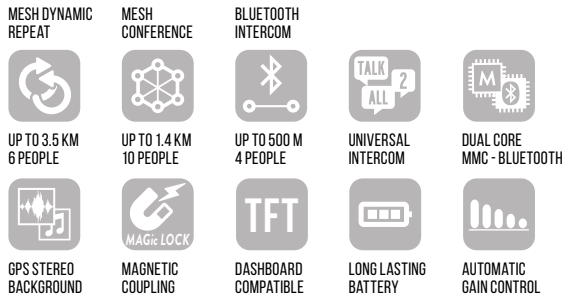 MESH DYNAMIC
REPEAT
MESH
CONFERENCE
BLUETOOTH
INTERCOM
TALK
2
ALL
M
UP TO 3.5 KM
6 PEOPLE
UP TO 1.4 KM
10 PEOPLE
UP TO 500 M
4 PEOPLE
UNIVERSAL
INTERCOM
DUAL CORE
MMC - BLUETOOTH
MAGic LOCK
TFT
GPS STEREO
BACKGROUND
MAGNETIC
COUPLING
DASHBOARD
COMPATIBLE
LONG LASTING
BATTERY
AUTOMATIC
GAIN CONTROL